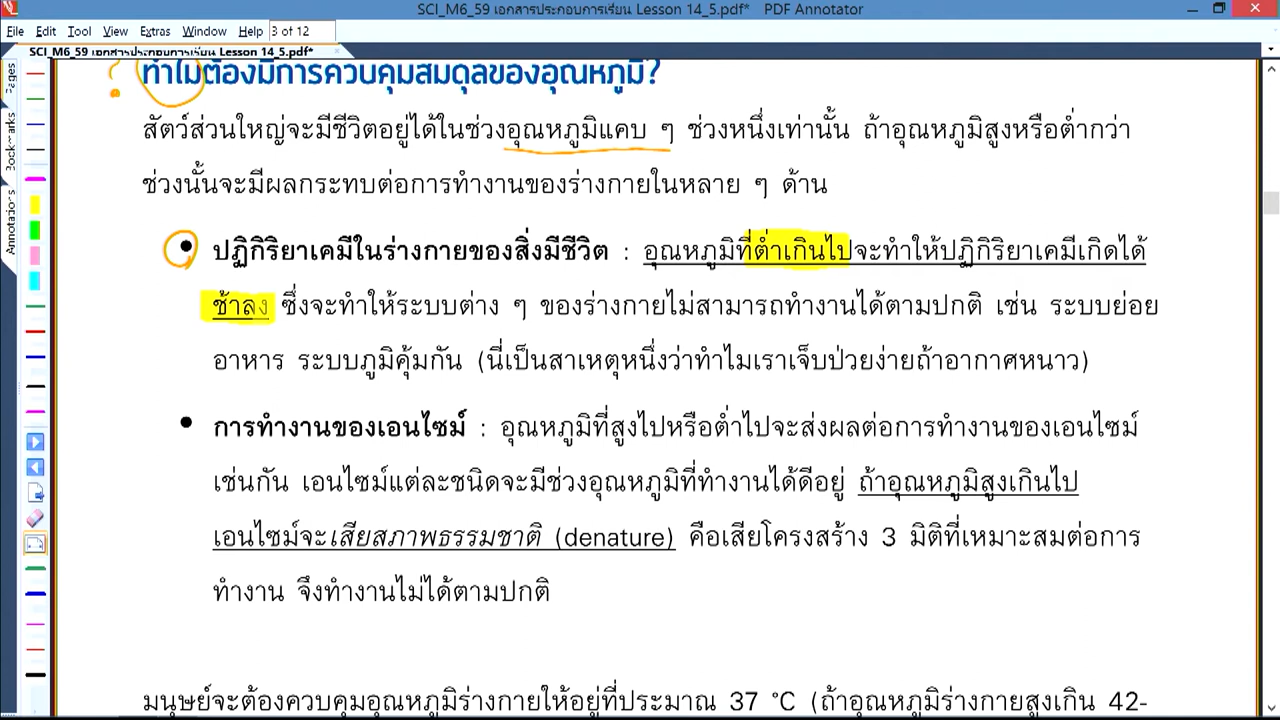 SCI_M6_59 เอกสารประกอบการเรียน Lesson 14_5.pdf* PDF Annotator
File Edit Tool View Extras Window Help 3 of 12
SCI_M6_59 เอกสารประกอบการเรียน Lesson 14_5.pdf*
Pages
Bookmarks
Annotations
ทำไมต้องมีการควบคุมสมดุลของอุณหภูมิ?
สัตว์ส่วนใหญ่จะมีชีวิตอยู่ได้ในช่วงอุณหภูมิแคบ ๆ ช่วงหนึ่งเท่านั้น ถ้าอุณหภูมิสูงหรือต่ำกว่า
ช่วงนั้นจะมีผลกระทบต่อการทำงานของร่างกายในหลาย ๆ ด้าน
• ปฏิกิริยาเคมีในร่างกายของสิ่งมีชีวิต : อุณหภูมิที่ต่ำเกินไปจะทำให้ปฏิกิริยาเคมีเกิดได้
ช้าลง ซึ่งจะทำให้ระบบต่าง ๆ ของร่างกายไม่สามารถทำงานได้ตามปกติ เช่น ระบบย่อย
อาหาร ระบบภูมิคุ้มกัน (นี่เป็นสาเหตุหนึ่งว่าทำไมเราเจ็บป่วยง่ายถ้าอากาศหนาว)
• การทำงานของเอนไซม์ : อุณหภูมิที่สูงไปหรือต่ำไปจะส่งผลต่อการทำงานของเอนไซม์
เช่นกัน เอนไซม์แต่ละชนิดจะมีช่วงอุณหภูมิที่ทำงานได้ดีอยู่ ถ้าอุณหภูมิสูงเกินไป
เอนไซม์จะเสียสภาพธรรมชาติ (denature) คือเสียโครงสร้าง 3 มิติที่เหมาะสมต่อการ
ทำงาน จึงทำงานไม่ได้ตามปกติ
มนุษย์จะต้องควบคุมอุณหภูมิร่างกายให้อยู่ที่ประมาณ 37 °C (ถ้าอุณหภูมิร่างกายสูงเกิน 42-